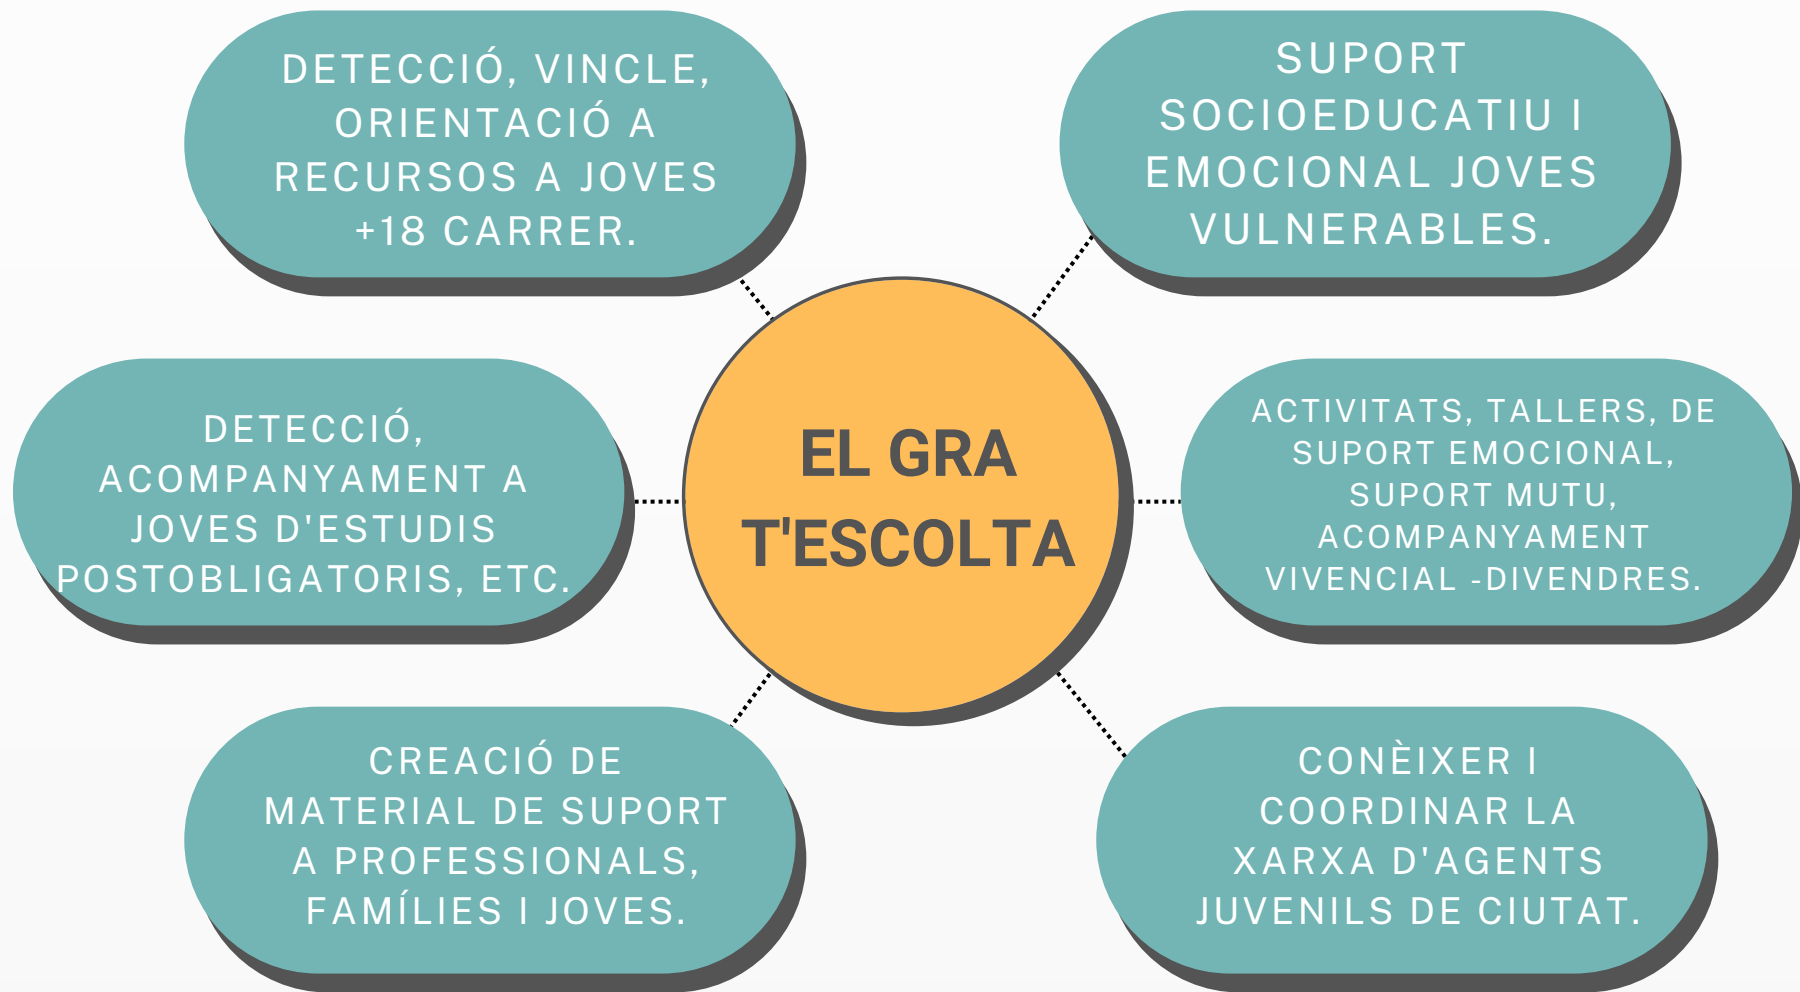 DETECCIÓ, VINCLE,
ORIENTACIÓ A
RECURSOS A JOVES
+18 CARRER.
SUPORT
SOCIOEDUCATIU I
EMOCIONAL JOVES
VULNERABLES.
DETECCIÓ,
ACOMPANYAMENT A
JOVES D'ESTUDIS
POSTOBLIGATORIS, ETC.
EL GRA
T'ESCOLTA
ACTIVITATS, TALLERS, DE
SUPORT EMOCIONAL,
SUPORT MUTU,
ACOMPANYAMENT
VIVENCIAL -DIVENDRES.
CREACIÓ DE
MATERIAL DE SUPORT
A PROFESSIONALS,
FAMÍLIES I JOVES.
CONÈIXER I
COORDINAR LA
XARXA D'AGENTS
JUVENILS DE CIUTAT.